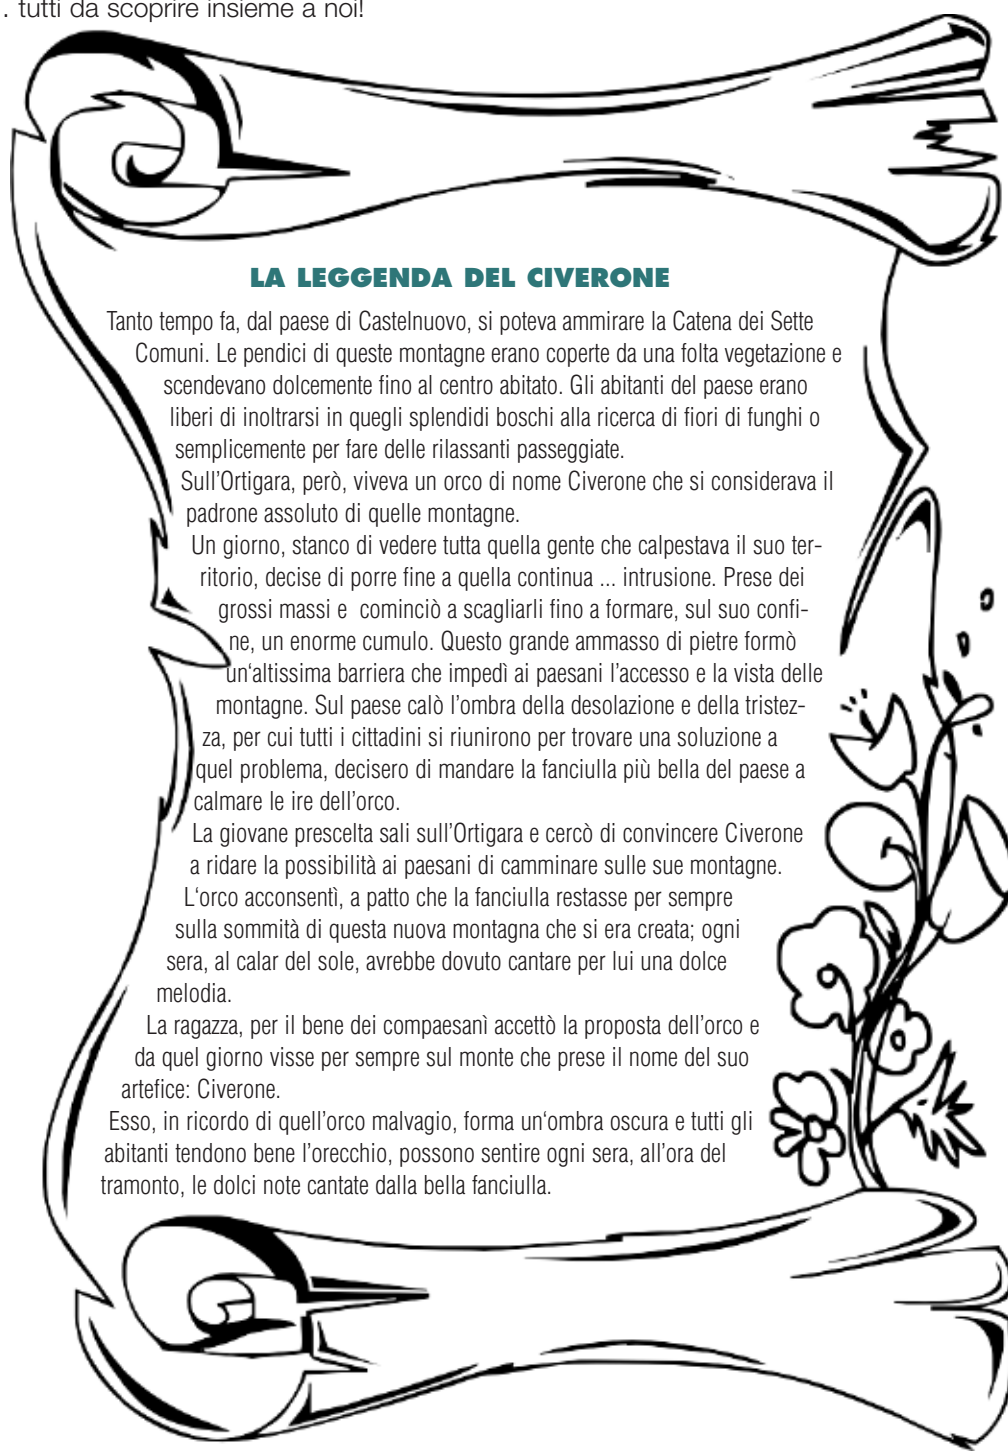 . tutti da scoprire insieme a noi!
LA LEGGENDA DEL CIVERONE
Tanto tempo fa, dal paese di Castelnuovo, si poteva ammirare la Catena dei Sette
Comuni. Le pendici di queste montagne erano coperte da una folta vegetazione e
scendevano dolcemente fino al centro abitato. Gli abitanti del paese erano
liberi di inoltrarsi in quegli splendidi boschi alla ricerca di fiori di funghi o
semplicemente per fare delle rilassanti passeggiate.
Sull'Ortigara, però, viveva un orco di nome Civerone che si considerava il
padrone assoluto di quelle montagne.
Un giorno, stanco di vedere tutta quella gente che calpestava il suo ter-
ritorio, decise di porre fine a quella continua ... intrusione. Prese dei
grossi massi e cominciò a scagliarli fino a formare, sul suo confi-
ne, un enorme cumulo. Questo grande ammasso di pietre formò
un‘altissima barriera che impedì ai paesani l'accesso e la vista delle
montagne. Sul paese calò l'ombra della desolazione e della tristez-
za, per cui tutti i cittadini si riunirono per trovare una soluzione a
quel problema, decisero di mandare la fanciulla più bella del paese a
calmare le ire dell'orco.
La giovane prescelta sali sull'Ortigara e cercò di convincere Civerone
a ridare la possibilità ai paesani di camminare sulle sue montagne.
L‘orco acconsentì, a patto che la fanciulla restasse per sempre
sulla sommità di questa nuova montagna che si era creata; ogni
sera, al calar del sole, avrebbe dovuto cantare per lui una dolce
melodia.
La ragazza, per il bene dei compaesanì accettò la proposta dell'orco e
da quel giorno visse per sempre sul monte che prese il nome del suo
artefice: Civerone.
Esso, in ricordo di quell'orco malvagio, forma un‘ombra oscura e tutti gli
abitanti tendono bene l'orecchio, possono sentire ogni sera, all'ora del
tramonto, le dolci note cantate dalla bella fanciulla.